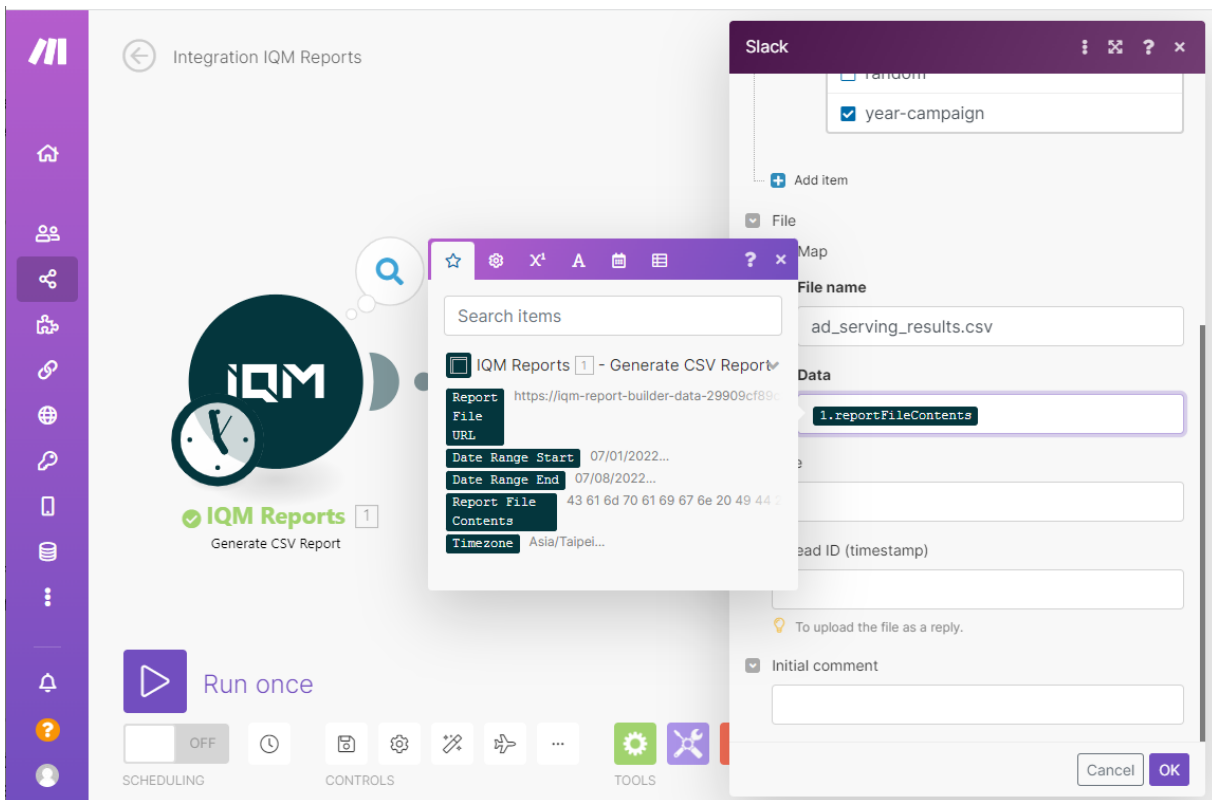 Integration IQM Reports
Slack
random
year-campaign
Add item
File
Map
File name
ad_serving_results.csv
Data
1.reportFileContents
Search items
IQM Reports 1 - Generate CSV Report
Report File URL
https://iqm-report-builder-data-29909cf89
Date Range Start 07/01/2022...
Date Range End 07/08/2022...
Report File Contents
43 61 6d 70 61 69 67 6e 20 49 44
Timezone Asia/Taipei...
iQM
IQM Reports 1
Generate CSV Report
ead ID (timestamp)
To upload the file as a reply.
Initial comment
Run once
OFF
SCHEDULING
CONTROLS
TOOLS
Cancel
OK